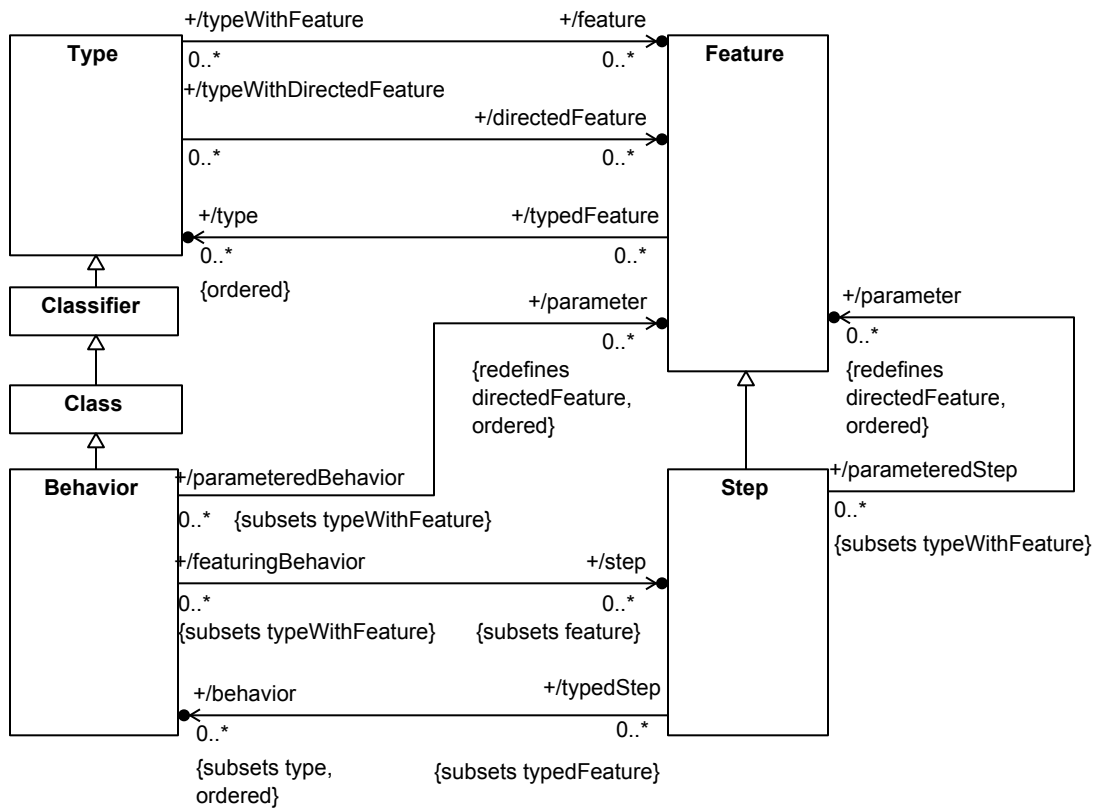 +/typeWithFeature
+/feature
Type
Feature
0..*
0..*
+/typeWithDirectedFeature
+/directedFeature
0..*
0..*
+/type
+/typedFeature
0..*
0..*
{ordered}
Classifier
+/parameter
+/parameter
0..*
0..*
{redefines
directedFeature,
ordered}
{redefines
directedFeature,
ordered}
Class
Behavior
+/parameteredBehavior
Step
+/parameteredStep
0..*
{subsets typeWithFeature}
0..*
{subsets typeWithFeature}
+/featuringBehavior
+/step
0..*
0..*
{subsets typeWithFeature}
{subsets feature}
+/behavior
+/typedStep
0..*
0..*
{subsets type,
ordered}
{subsets typedFeature}